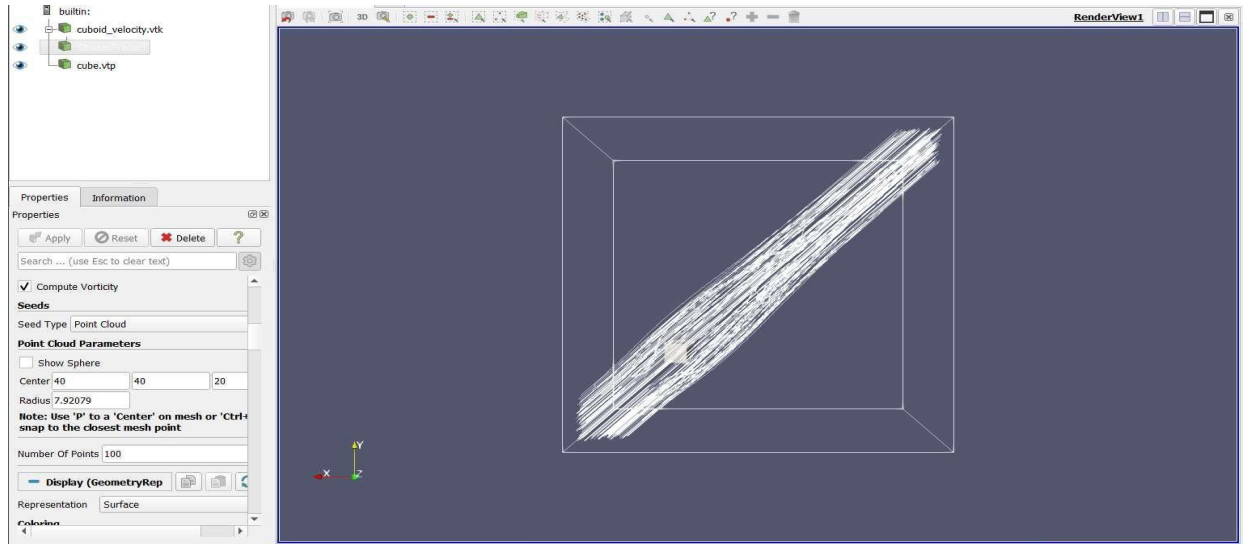 builtin:
cuboid_velocity.vtk
cube.vtp
3D
RenderView1
Properties
Information
Properties
Apply
Reset
Delete
?
Search ... (use Esc to clear text)
Compute Vorticity
Seeds
Seed Type Point Cloud
Point Cloud Parameters
Show Sphere
Center 40 40 20
Radius 7.92079
Note: Use 'P' to a 'Center' on mesh or 'Ctrl+
snap to the closest mesh point
Number Of Points 100
Display (GeometryRep
Representation Surface
Coloring
Y
X
Z